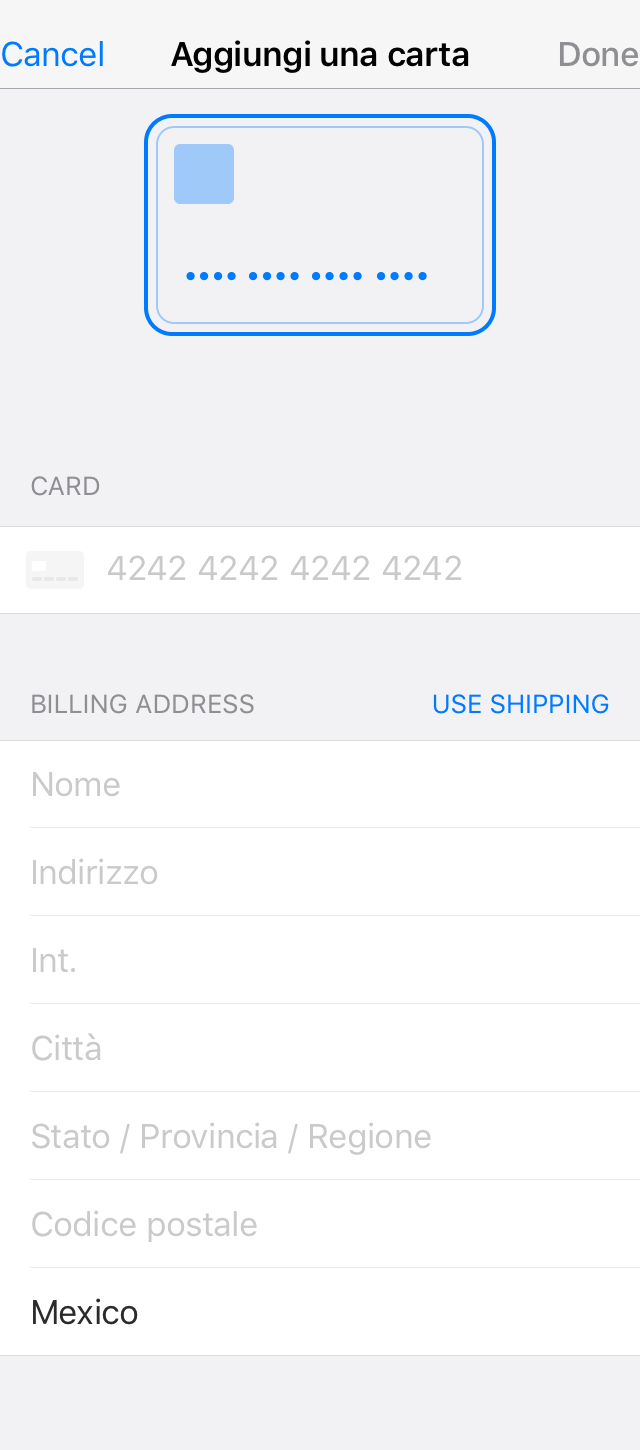 Cancel Aggiungi una carta Done
•••• •••• •••• ••••
CARD
4242 4242 4242 4242
BILLING ADDRESS USE SHIPPING
Nome
Indirizzo
Int.
Città
Stato / Provincia / Regione
Codice postale
Mexico